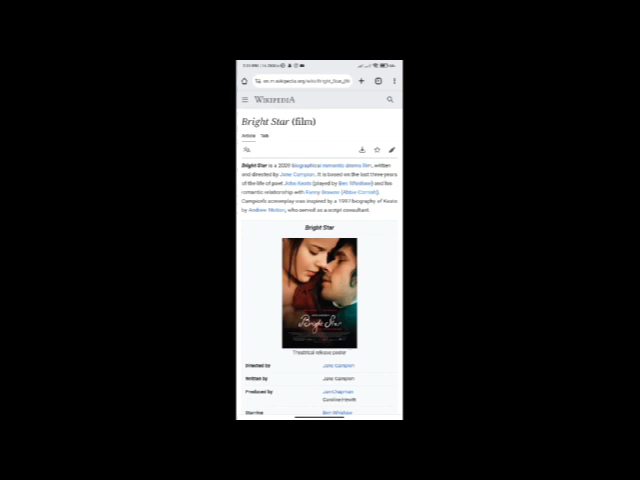 en.m.wikipedia.org/wiki/Bright_Star_(fil
WIKIPEDIA
Bright Star (film)
Article Talk
Bright Star is a 2009 biographical romantic drama film, written
and directed by Jane Campion. It is based on the last three years
of the life of poet John Keats (played by Ben Whishaw) and his
romantic relationship with Fanny Brawne (Abbie Cornish).
Campion's screenplay was inspired by a 1997 biography of Keats
by Andrew Motion, who served as a script consultant.
Bright Star
Bright Star
Theatrical release poster
Directed by Jane Campion
Written by Jane Campion
Produced by Jan Chapman
Caroline Hewitt
Starring Ben Whishaw